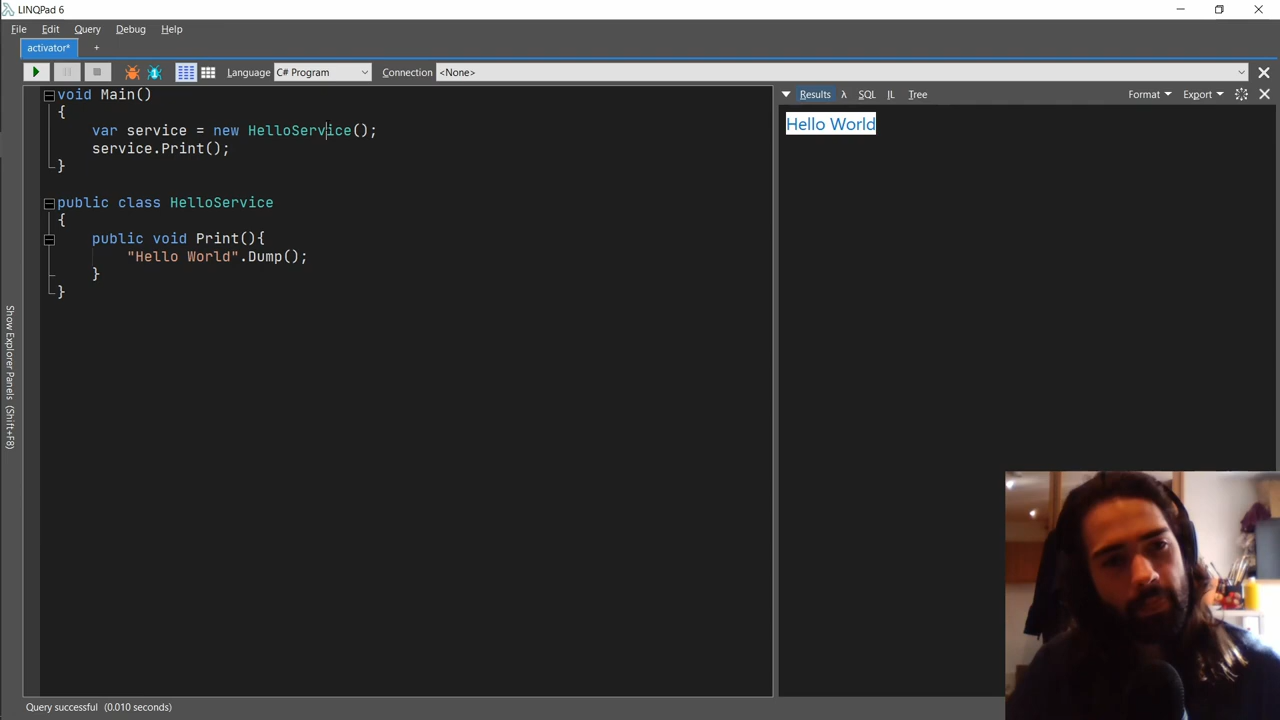 LINQPad 6
File Edit Query Debug Help
activator* +
Language C# Program Connection <None>
void Main()
{
var service = new HelloService();
service.Print();
}
public class HelloService
{
public void Print(){
"Hello World".Dump();
}
}
Results λ SQL IL Tree Format Export
Hello World
Show Explorer Panels (Shift+F8)
Query successful (0.010 seconds)